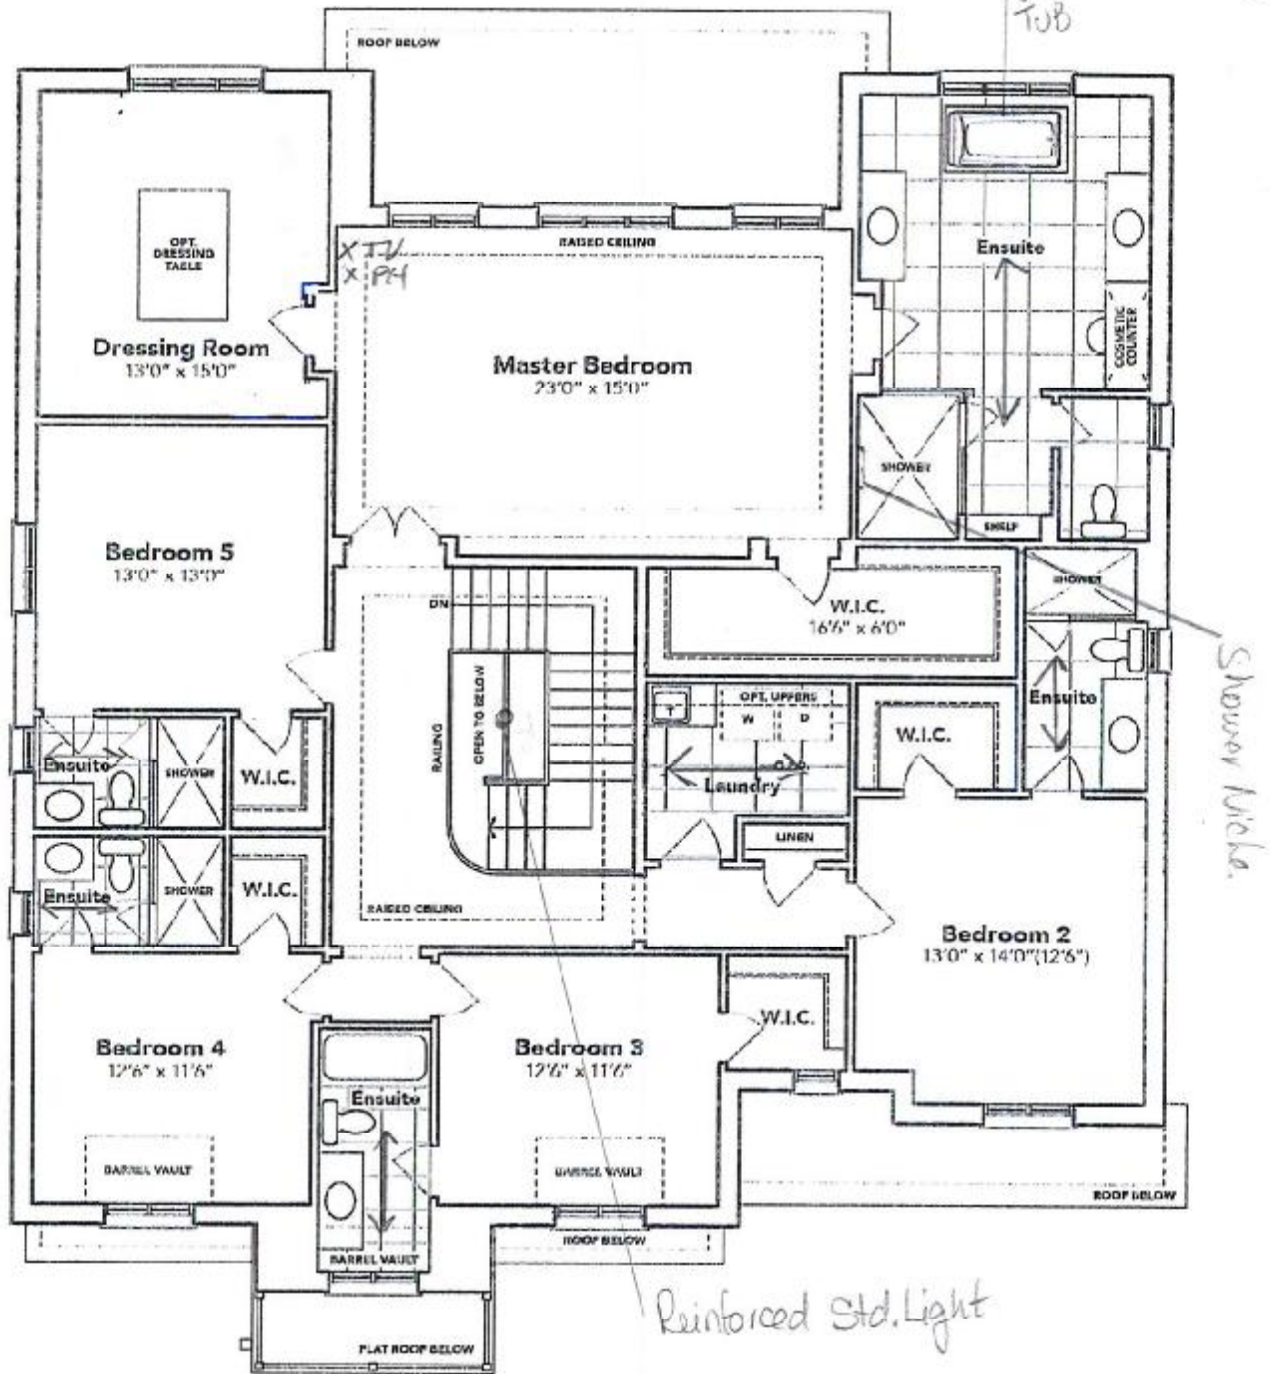 TUB
ROOF BELOW
RAISED CEILING
X TV
X PH
OPT.
DRESSING
TABLE
Dressing Room
13'0" x 15'0"
Master Bedroom
23'0" x 15'0"
Ensuite
COSMETIC
COUNTER
SHOWER
SHELF
Bedroom 5
13'0" x 13'0"
SHOWER
W.I.C.
16'6" x 6'0"
DN
OPEN TO BELOW
RAILING
OPT. UPPERS
W
D
T
Laundry
W.I.C.
Ensuite
Shower Niche.
Ensuite
SHOWER
W.I.C.
LINEN
Ensuite
SHOWER
W.I.C.
RAISED CEILING
Bedroom 2
13'0" x 14'0"(12'6")
Bedroom 4
12'6" x 11'6"
Bedroom 3
12'6" x 11'6"
W.I.C.
Ensuite
BARREL VAULT
BARREL VAULT
ROOF BELOW
ROOF BELOW
BARREL VAULT
Reinforced Std. Light
FLAT ROOF BELOW